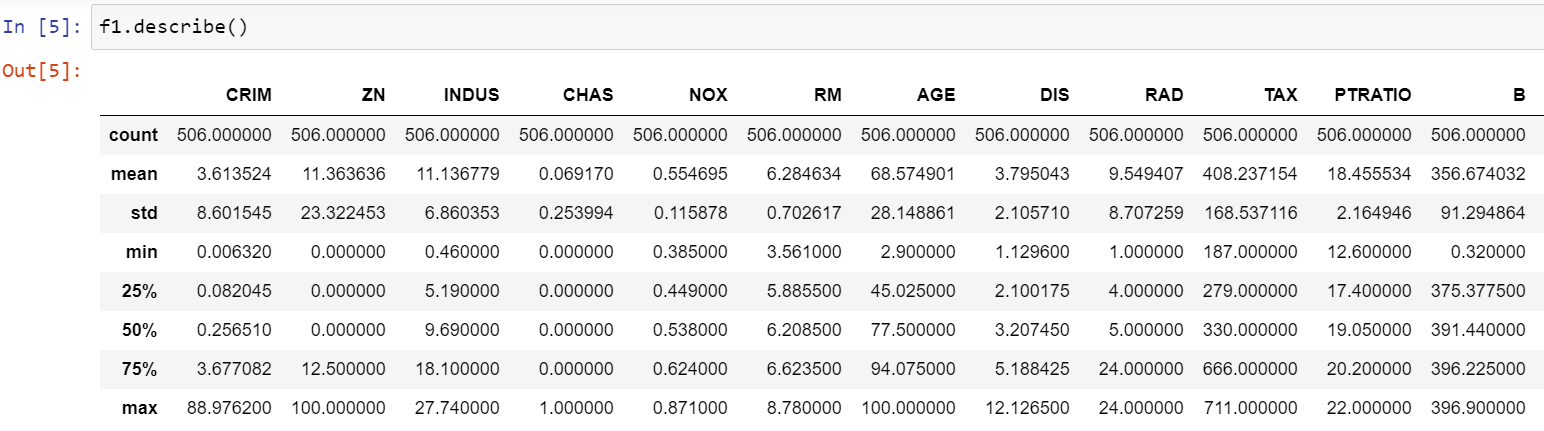 In [5]: f1.describe()
Out[5]:
CRIM ZN INDUS CHAS NOX RM AGE DIS RAD TAX PTRATIO B
count 506.000000 506.000000 506.000000 506.000000 506.000000 506.000000 506.000000 506.000000 506.000000 506.000000 506.000000 506.000000
mean 3.613524 11.363636 11.136779 0.069170 0.554695 6.284634 68.574901 3.795043 9.549407 408.237154 18.455534 356.674032
std 8.601545 23.322453 6.860353 0.253994 0.115878 0.702617 28.148861 2.105710 8.707259 168.537116 2.164946 91.294864
min 0.006320 0.000000 0.460000 0.000000 0.385000 3.561000 2.900000 1.129600 1.000000 187.000000 12.600000 0.320000
25% 0.082045 0.000000 5.190000 0.000000 0.449000 5.885500 45.025000 2.100175 4.000000 279.000000 17.400000 375.377500
50% 0.256510 0.000000 9.690000 0.000000 0.538000 6.208500 77.500000 3.207450 5.000000 330.000000 19.050000 391.440000
75% 3.677082 12.500000 18.100000 0.000000 0.624000 6.623500 94.075000 5.188425 24.000000 666.000000 20.200000 396.225000
max 88.976200 100.000000 27.740000 1.000000 0.871000 8.780000 100.000000 12.126500 24.000000 711.000000 22.000000 396.900000